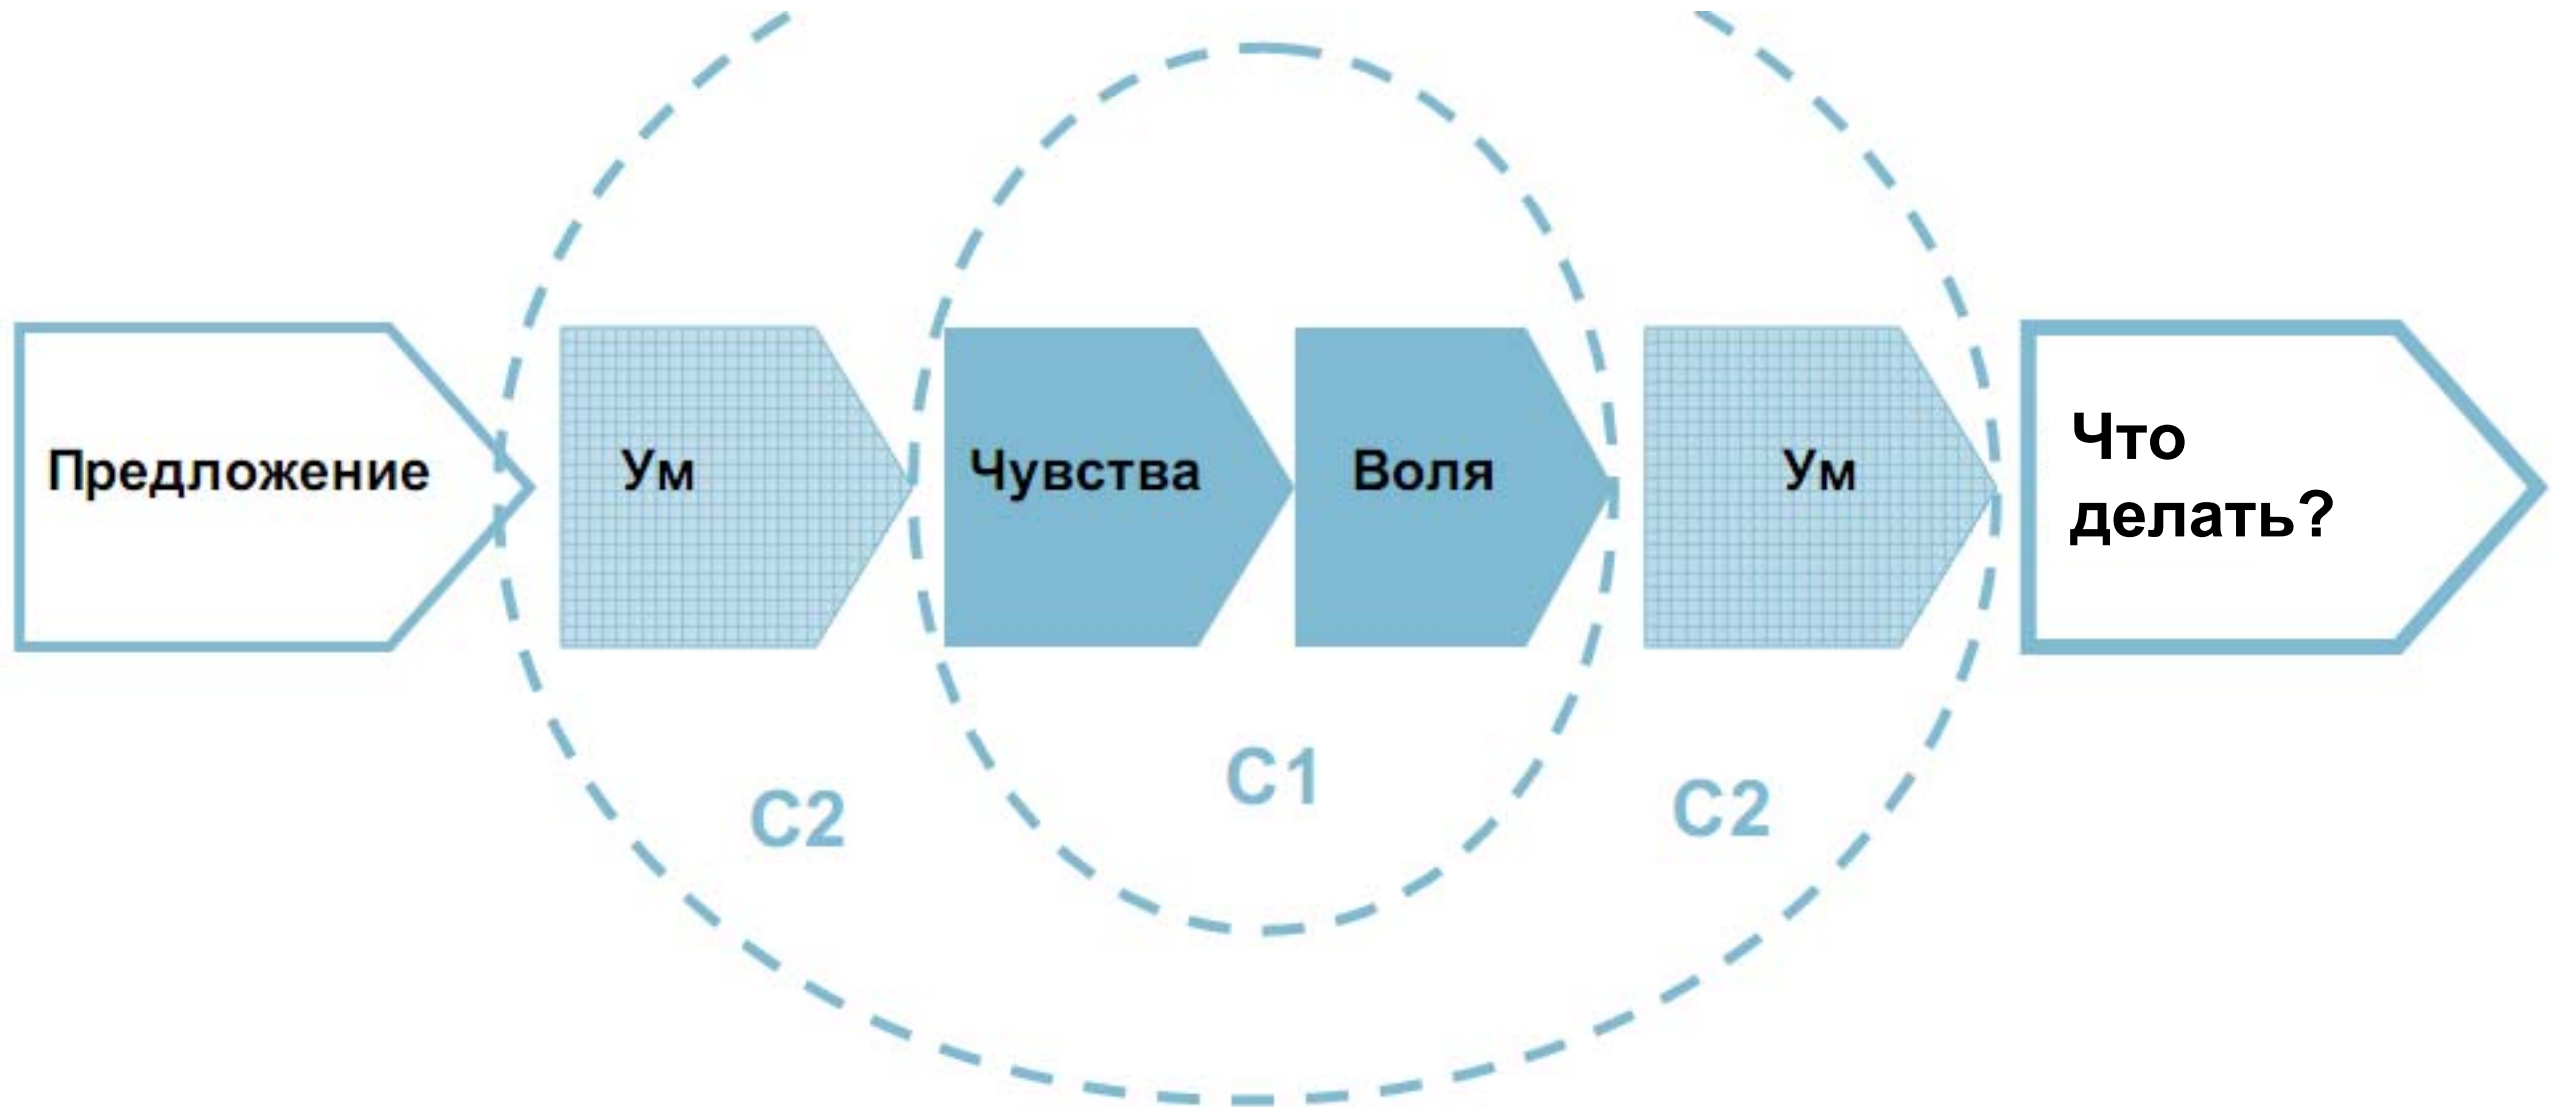 Предложение
Ум
Чувства
Воля
Ум
Что
делать?
C2
C1
C2